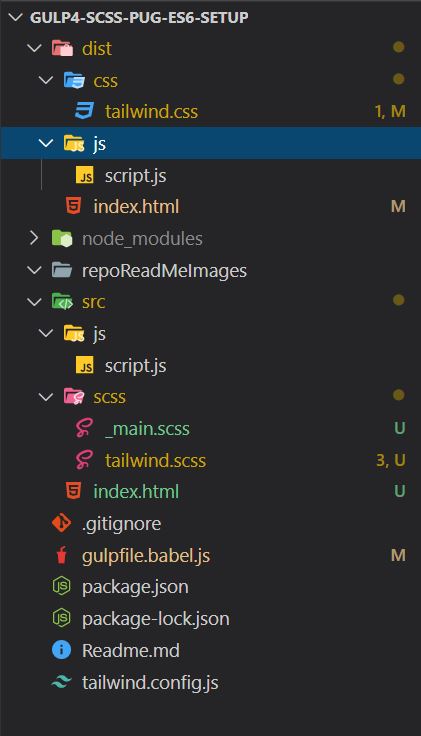 GULP4-SCSS-PUG-ES6-SETUP
dist
css
tailwind.css 1, M
js
JS script.js
index.html M
node_modules
repoReadMeImages
src
js
JS script.js
scss
_main.scss U
tailwind.scss 3, U
index.html U
.gitignore
gulpfile.babel.js M
package.json
package-lock.json
Readme.md
tailwind.config.js